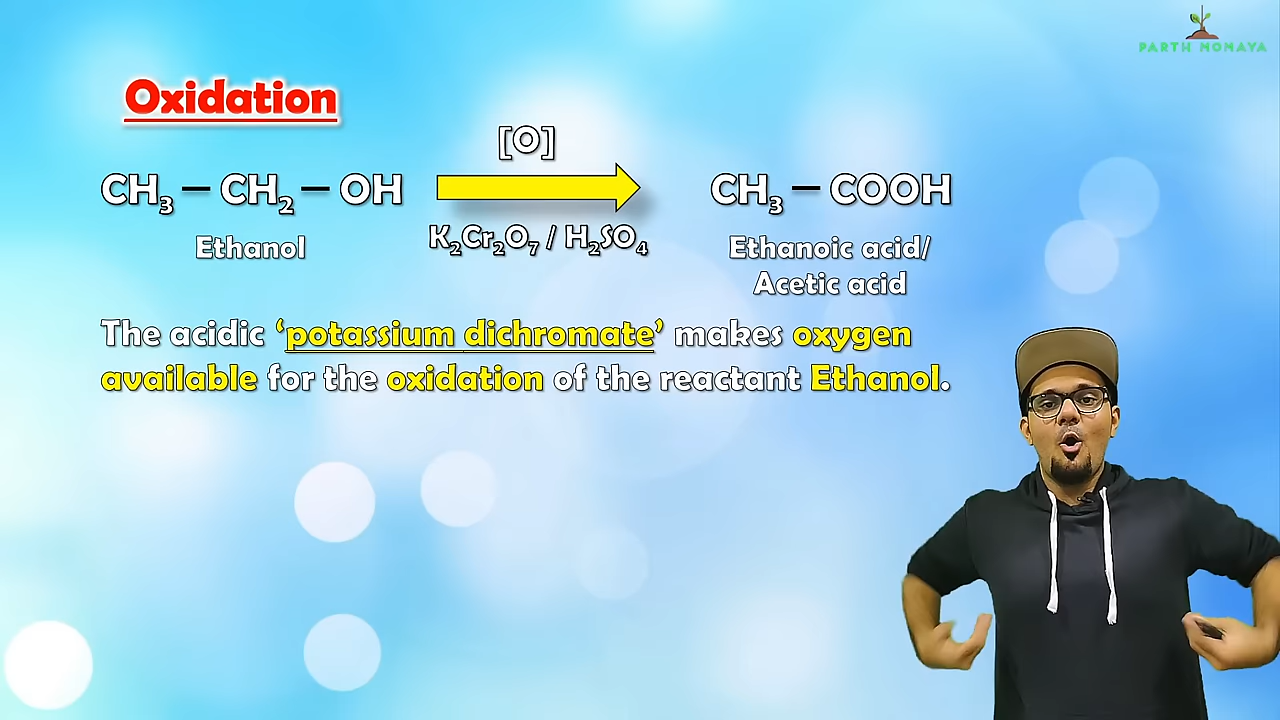 PARTH MOMAYA
Oxidation
[O]
CH₃ – CH₂ – OH
CH₃ – COOH
K₂Cr₂O₇ / H₂SO₄
Ethanol
Ethanoic acid/
Acetic acid
The acidic ‘potassium dichromate’ makes oxygen
available for the oxidation of the reactant Ethanol.